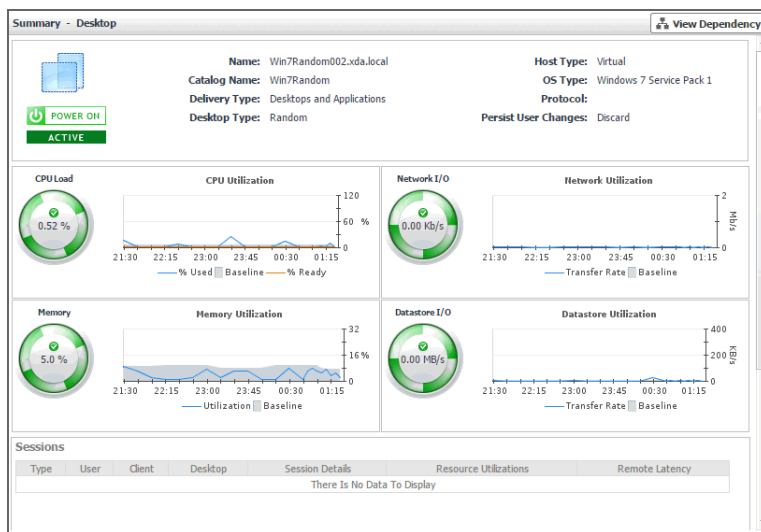 Summary - Desktop
View Dependency
Name: Win7Random002.xda.local
Host Type: Virtual
Catalog Name: Win7Random
OS Type: Windows 7 Service Pack 1
Delivery Type: Desktops and Applications
Protocol:
Desktop Type: Random
Persist User Changes: Discard
POWER ON
ACTIVE
CPU Load
CPU Utilization
0.52 %
120
60 %
0
21:30 22:15 23:00 23:45 00:30 01:15
% Used Baseline % Ready
Network I/O
Network Utilization
0.00 Kb/s
2
Mb/s
0
21:30 22:15 23:00 23:45 00:30 01:15
Transfer Rate Baseline
Memory
Memory Utilization
5.0 %
32
16 %
0
21:30 22:15 23:00 23:45 00:30 01:15
Utilization Baseline
Datastore I/O
Datastore Utilization
0.00 MB/s
400
200
KB/s
0
21:30 22:15 23:00 23:45 00:30 01:15
Transfer Rate Baseline
Sessions
Type User Client Desktop Session Details Resource Utilizations Remote Latency
There Is No Data To Display